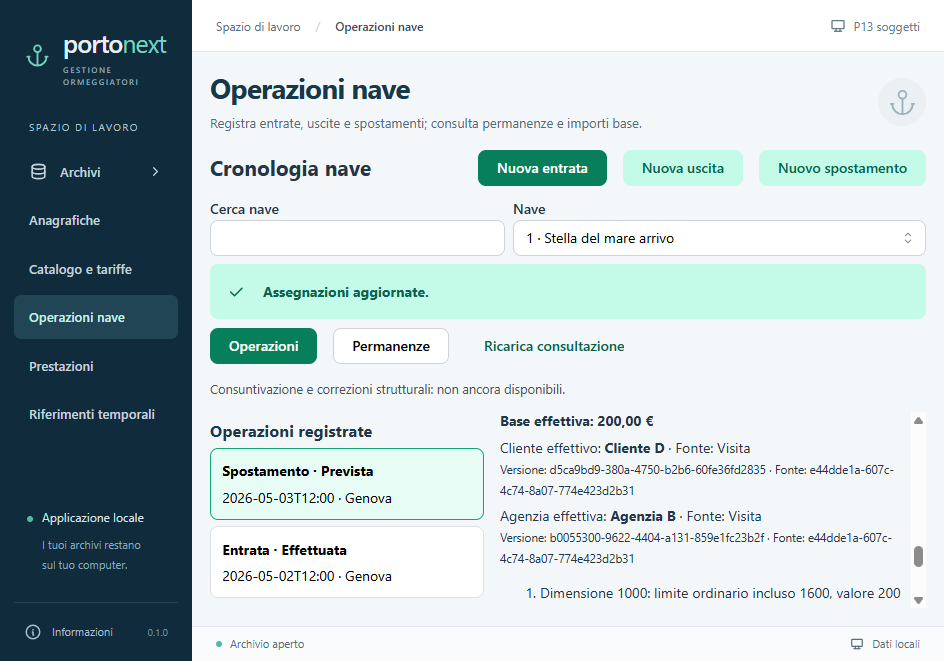 portonext
GESTIONE
ORMEGGIATORI
SPAZIO DI LAVORO
Archivi
Anagrafiche
Catalogo e tariffe
Operazioni nave
Prestazioni
Riferimenti temporali
Applicazione locale
I tuoi archivi restano
sul tuo computer.
Informazioni 0.1.0
Spazio di lavoro / Operazioni nave
P13 soggetti
Operazioni nave
Registra entrate, uscite e spostamenti; consulta permanenze e importi base.
Cronologia nave
Nuova entrata
Nuova uscita
Nuovo spostamento
Cerca nave
Nave
1 · Stella del mare arrivo
Assegnazioni aggiornate.
Operazioni
Permanenze
Ricarica consultazione
Consuntivazione e correzioni strutturali: non ancora disponibili.
Operazioni registrate
Spostamento · Prevista
2026-05-03T12:00 · Genova
Entrata · Effettuata
2026-05-02T12:00 · Genova
Base effettiva: 200,00 €
Cliente effettivo: Cliente D · Fonte: Visita
Versione: d5ca9bd9-380a-4750-b2b6-60fe36fd2835 · Fonte: e44dde1a-607c-
4c74-8a07-774e423d2b31
Agenzia effettiva: Agenzia B · Fonte: Visita
Versione: b0055300-9622-4404-a131-859e1fc23b2f · Fonte: e44dde1a-607c-
4c74-8a07-774e423d2b31
1. Dimensione 1000: limite ordinario incluso 1600, valore 200
Archivio aperto
Dati locali